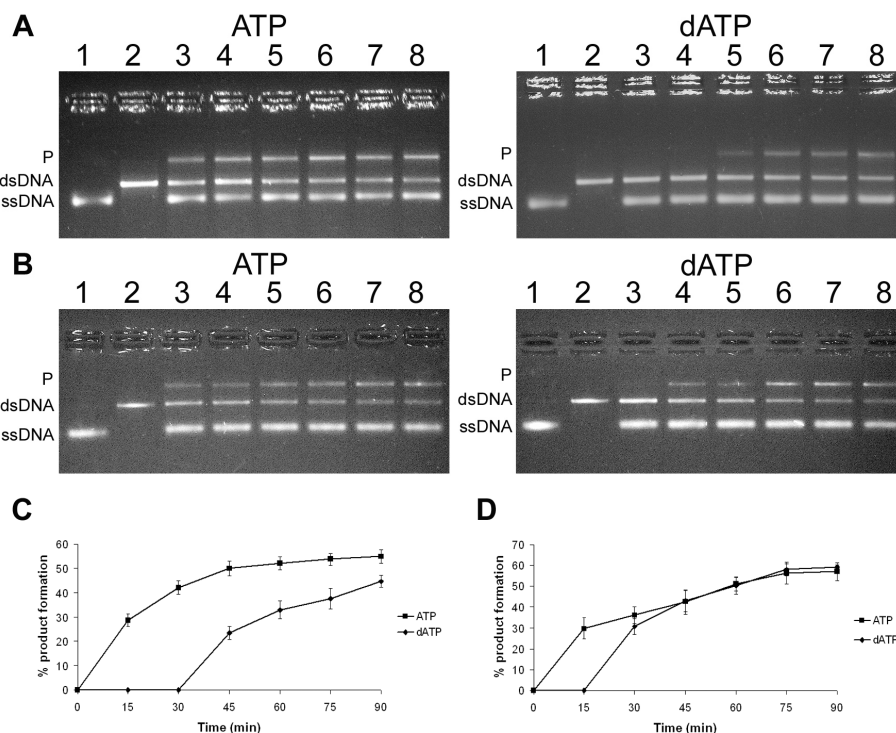 A
ATP
dATP
1 2 3 4 5 6 7 8
1 2 3 4 5 6 7 8
P
dsDNA
ssDNA
P
dsDNA
ssDNA
B
ATP
dATP
1 2 3 4 5 6 7 8
1 2 3 4 5 6 7 8
P
dsDNA
ssDNA
P
dsDNA
ssDNA
C
% product formation
60
50
40
30
20
10
0
0 15 30 45 60 75 90
Time (min)
ATP
dATP
D
% product formation
70
60
50
40
30
20
10
0
0 15 30 45 60 75 90
Time (min)
ATP
dATP